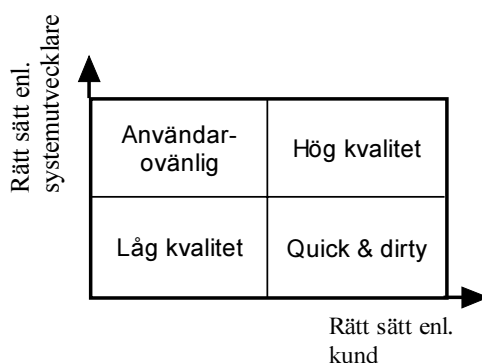 Rätt sätt enl.
systemutvecklare
Användar-
ovänlig
Hög kvalitet
Låg kvalitet
Quick & dirty
Rätt sätt enl.
kund